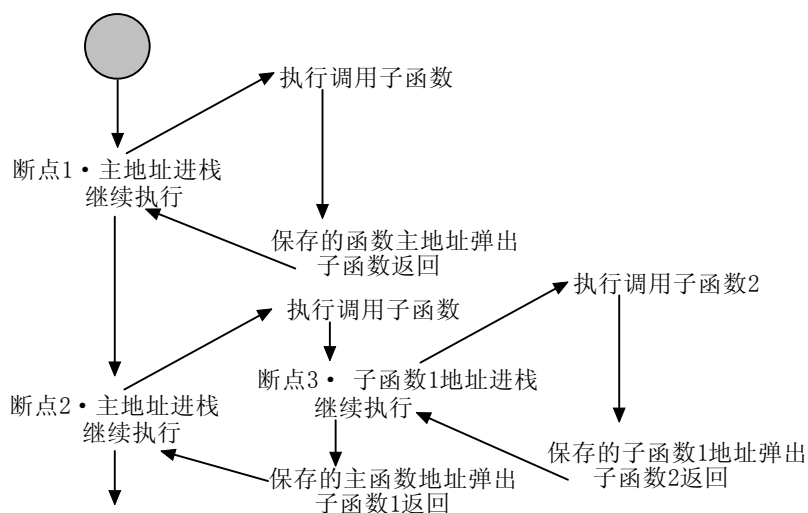 执行调用子函数
断点1·主地址进栈
继续执行
保存的函数主地址弹出
子函数返回
执行调用子函数2
执行调用子函数
断点3· 子函数1地址进栈
继续执行
断点2·主地址进栈
继续执行
保存的子函数1地址弹出
子函数2返回
保存的主函数地址弹出
子函数1返回